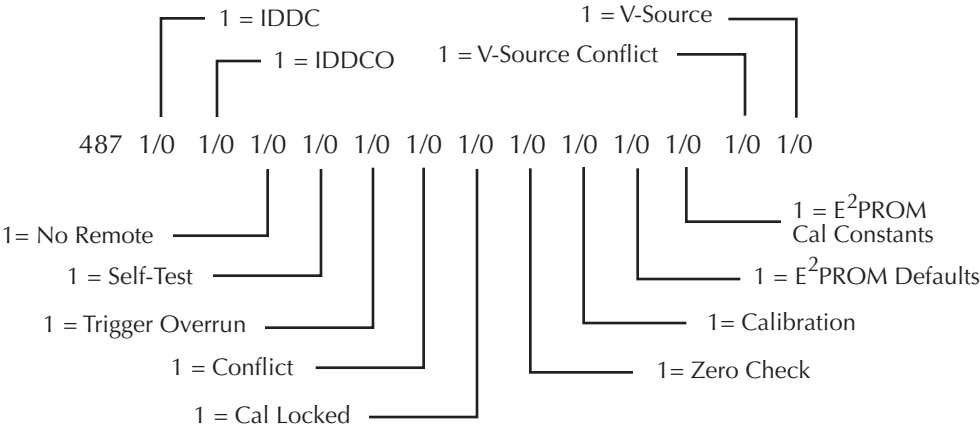 1 = IDDC
1 = V-Source
1 = IDDCO
1 = V-Source Conflict
487 1/0 1/0 1/0 1/0 1/0 1/0 1/0 1/0 1/0 1/0 1/0 1/0 1/0
1 = E²PROM
Cal Constants
1= No Remote
1 = Self-Test
1 = E²PROM Defaults
1 = Trigger Overrun
1= Calibration
1 = Conflict
1= Zero Check
1 = Cal Locked